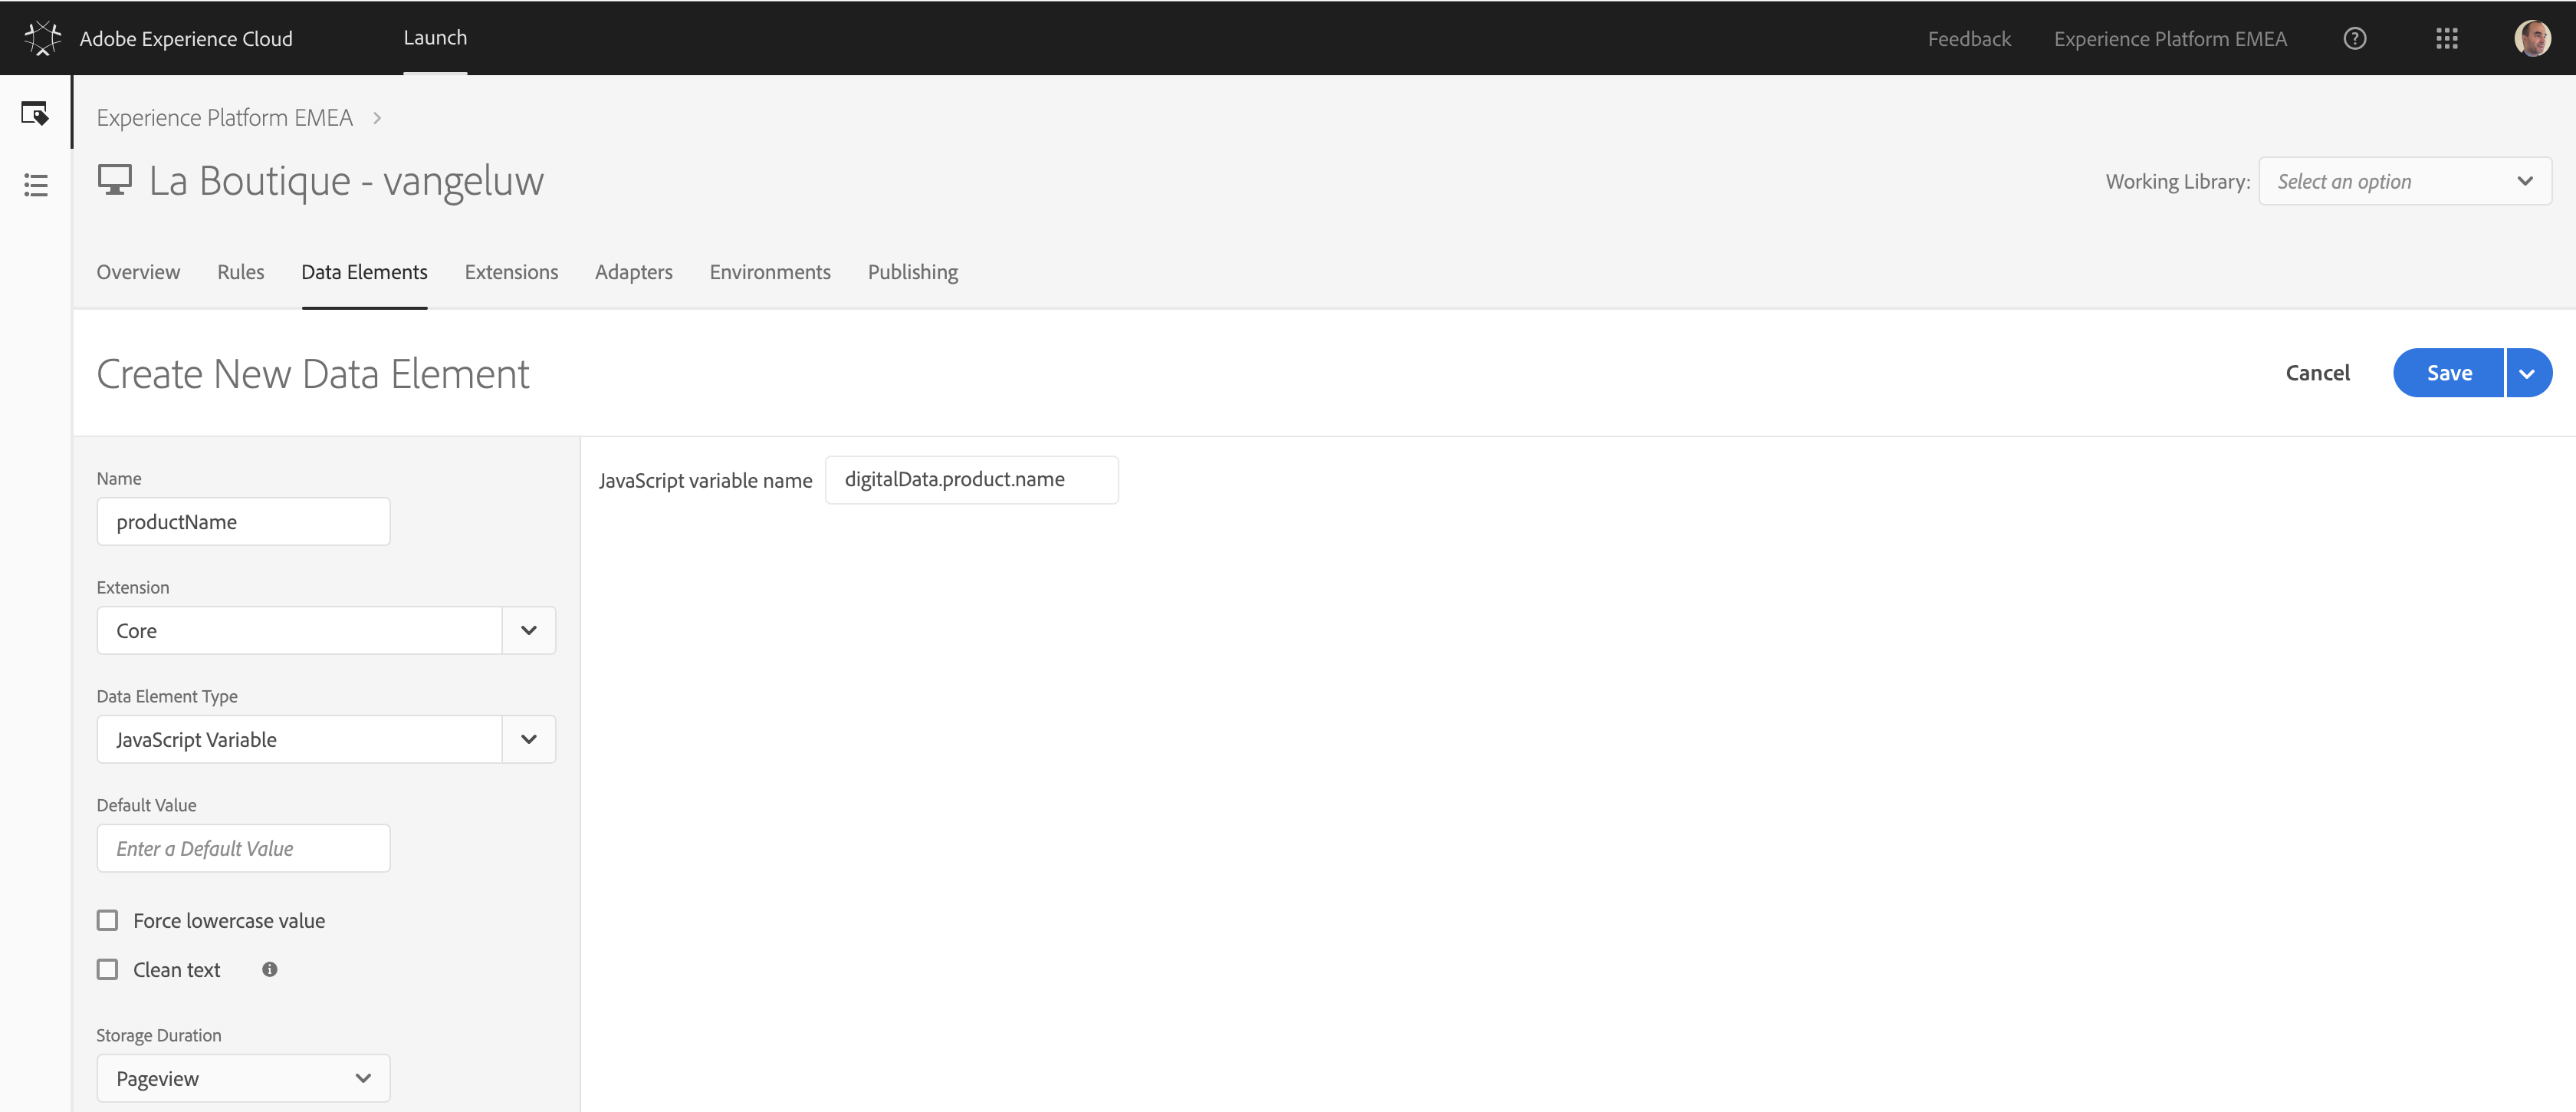 Adobe Experience Cloud
Launch
Feedback
Experience Platform EMEA
Experience Platform EMEA
La Boutique - vangeluw
Working Library:
Select an option
Overview
Rules
Data Elements
Extensions
Adapters
Environments
Publishing
Create New Data Element
Cancel
Save
Name
productName
Extension
Core
Data Element Type
JavaScript Variable
Default Value
Enter a Default Value
Force lowercase value
Clean text
Storage Duration
Pageview
JavaScript variable name
digitalData.product.name